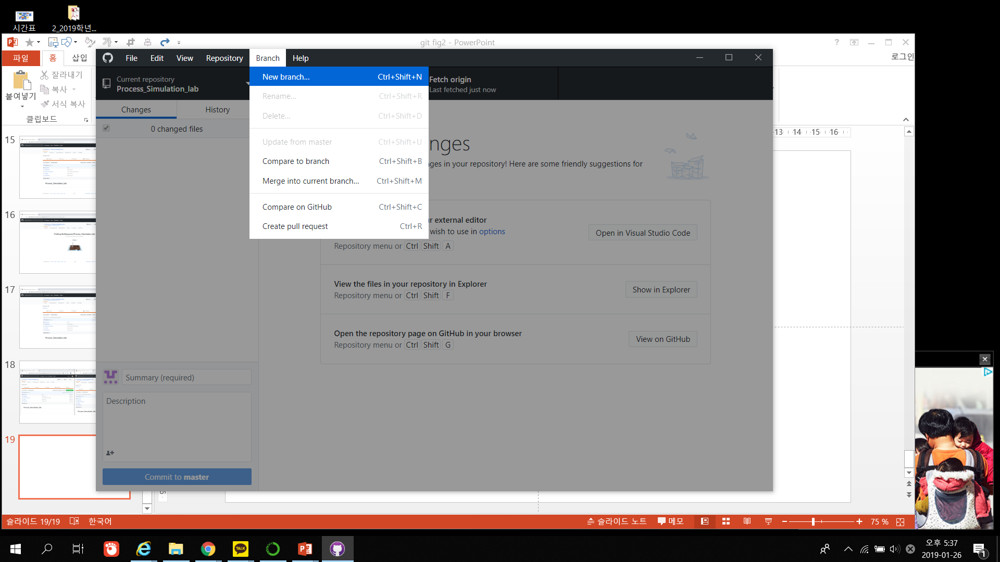 시간표
2_2019학년...
git fig2 - PowerPoint
파일
홈
삽입
로그인
붙여넣기
잘라내기
복사
서식 복사
클립보드
File Edit View Repository Branch Help
Current repository
Process_Simulation_lab
Fetch origin
Last fetched just now
Changes
History
0 changed files
New branch... Ctrl+Shift+N
Rename... Ctrl+Shift+R
Delete... Ctrl+Shift+D
Update from master Ctrl+Shift+U
Compare to branch Ctrl+Shift+B
Merge into current branch... Ctrl+Shift+M
Compare on GitHub Ctrl+Shift+C
Create pull request Ctrl+R
nges
ges in your repository! Here are some friendly suggestions for
r external editor
wish to use in options
Repository menu or Ctrl Shift A
Open in Visual Studio Code
View the files in your repository in Explorer
Repository menu or Ctrl Shift F
Show in Explorer
Open the repository page on GitHub in your browser
Repository menu or Ctrl Shift G
View on GitHub
Summary (required)
Description
Commit to master
13 14 15 16
15
16
17
18
19
슬라이드 19/19
한국어
슬라이드 노트
메모
75 %
TALK
오후 5:37
2019-01-26
1